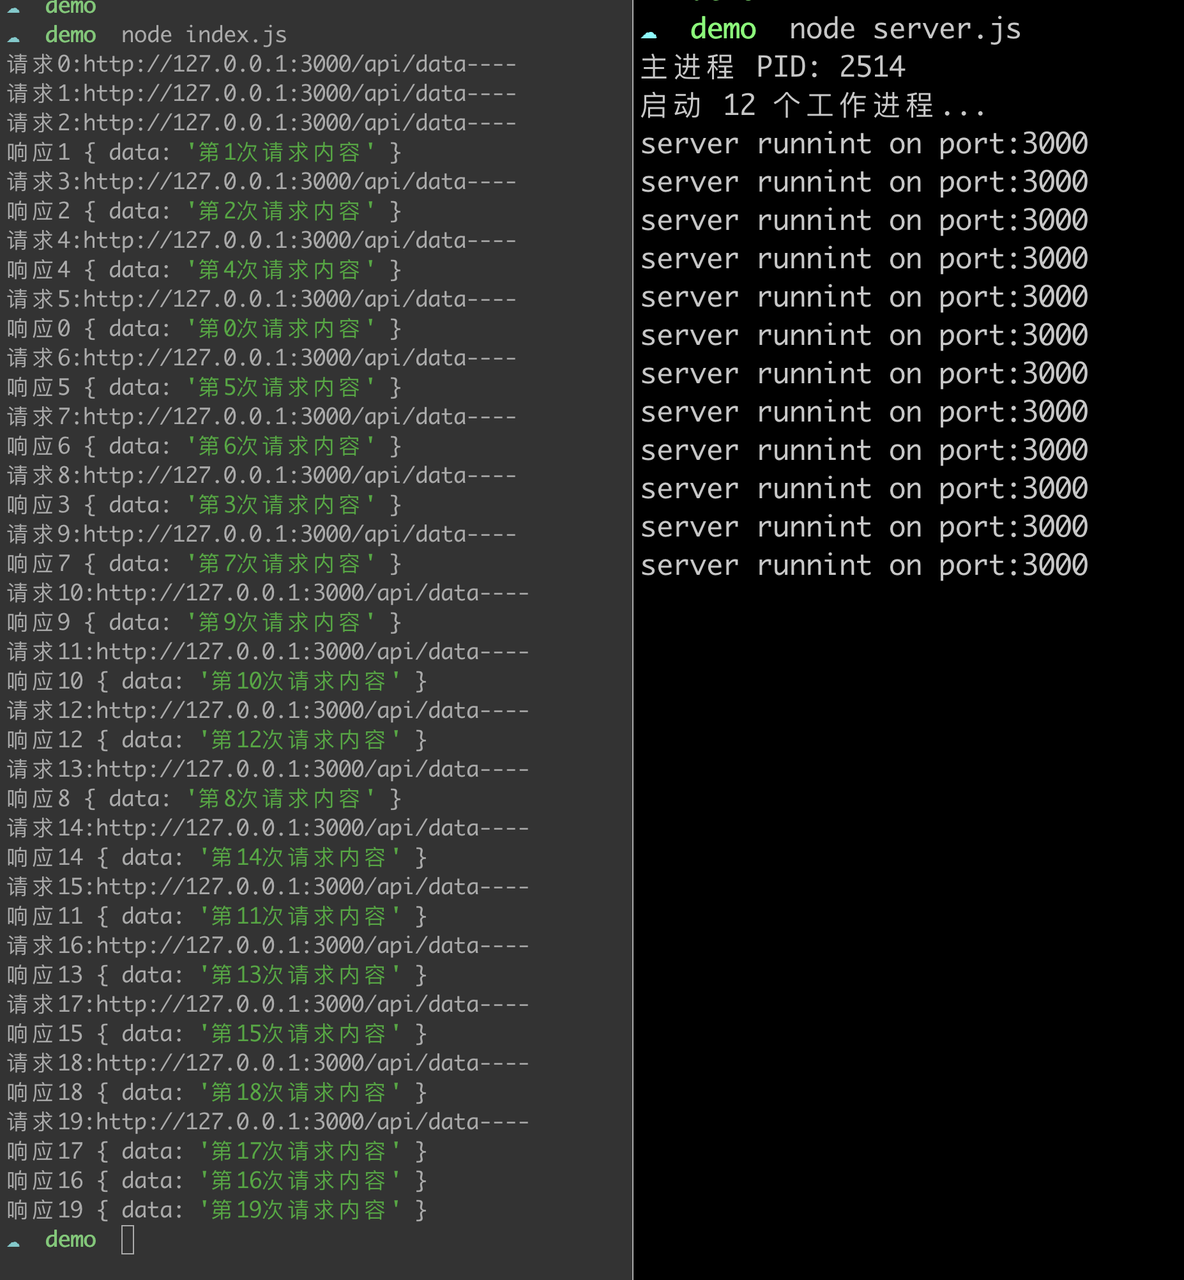 demo
demo node index.js
请求0:http://127.0.0.1:3000/api/data----
请求1:http://127.0.0.1:3000/api/data----
请求2:http://127.0.0.1:3000/api/data----
响应1 { data: '第1次请求内容' }
请求3:http://127.0.0.1:3000/api/data----
响应2 { data: '第2次请求内容' }
请求4:http://127.0.0.1:3000/api/data----
响应4 { data: '第4次请求内容' }
请求5:http://127.0.0.1:3000/api/data----
响应0 { data: '第0次请求内容' }
请求6:http://127.0.0.1:3000/api/data----
响应5 { data: '第5次请求内容' }
请求7:http://127.0.0.1:3000/api/data----
响应6 { data: '第6次请求内容' }
请求8:http://127.0.0.1:3000/api/data----
响应3 { data: '第3次请求内容' }
请求9:http://127.0.0.1:3000/api/data----
响应7 { data: '第7次请求内容' }
请求10:http://127.0.0.1:3000/api/data----
响应9 { data: '第9次请求内容' }
请求11:http://127.0.0.1:3000/api/data----
响应10 { data: '第10次请求内容' }
请求12:http://127.0.0.1:3000/api/data----
响应12 { data: '第12次请求内容' }
请求13:http://127.0.0.1:3000/api/data----
响应8 { data: '第8次请求内容' }
请求14:http://127.0.0.1:3000/api/data----
响应14 { data: '第14次请求内容' }
请求15:http://127.0.0.1:3000/api/data----
响应11 { data: '第11次请求内容' }
请求16:http://127.0.0.1:3000/api/data----
响应13 { data: '第13次请求内容' }
请求17:http://127.0.0.1:3000/api/data----
响应15 { data: '第15次请求内容' }
请求18:http://127.0.0.1:3000/api/data----
响应18 { data: '第18次请求内容' }
请求19:http://127.0.0.1:3000/api/data----
响应17 { data: '第17次请求内容' }
响应16 { data: '第16次请求内容' }
响应19 { data: '第19次请求内容' }
demo
demo node server.js
主进程 PID: 2514
启动 12 个工作进程...
server runnint on port:3000
server runnint on port:3000
server runnint on port:3000
server runnint on port:3000
server runnint on port:3000
server runnint on port:3000
server runnint on port:3000
server runnint on port:3000
server runnint on port:3000
server runnint on port:3000
server runnint on port:3000
server runnint on port:3000